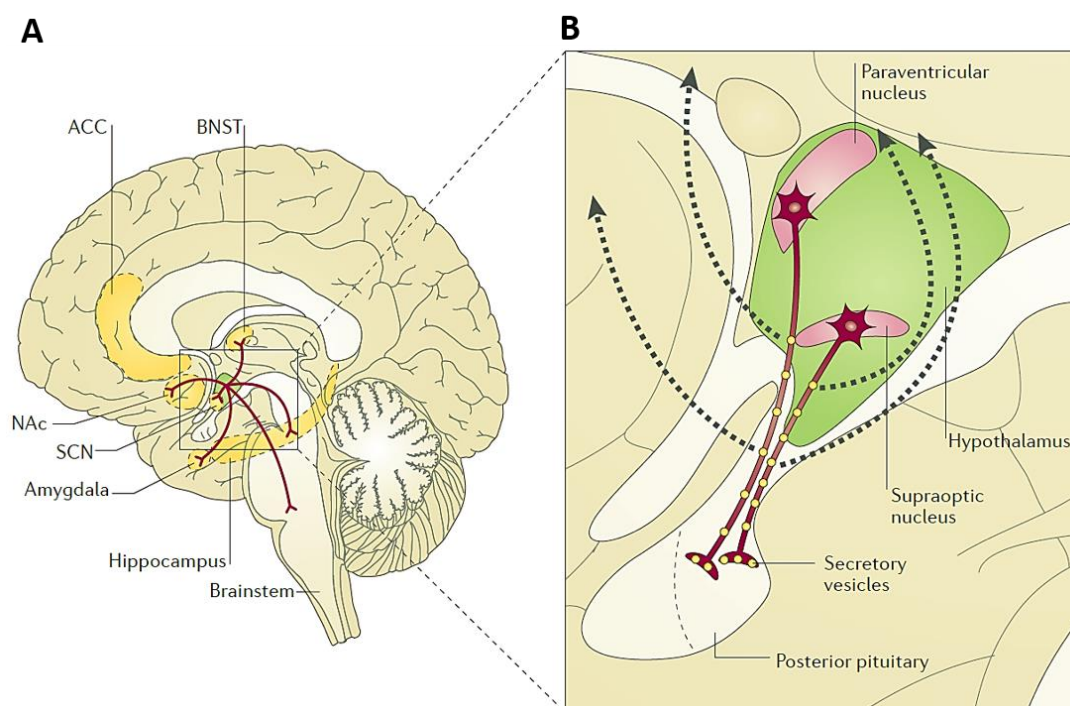 A
ACC
BNST
NAc
SCN
Amygdala
Hippocampus
Brainstem
B
Paraventricular
nucleus
Hypothalamus
Supraoptic
nucleus
Secretory
vesicles
Posterior pituitary